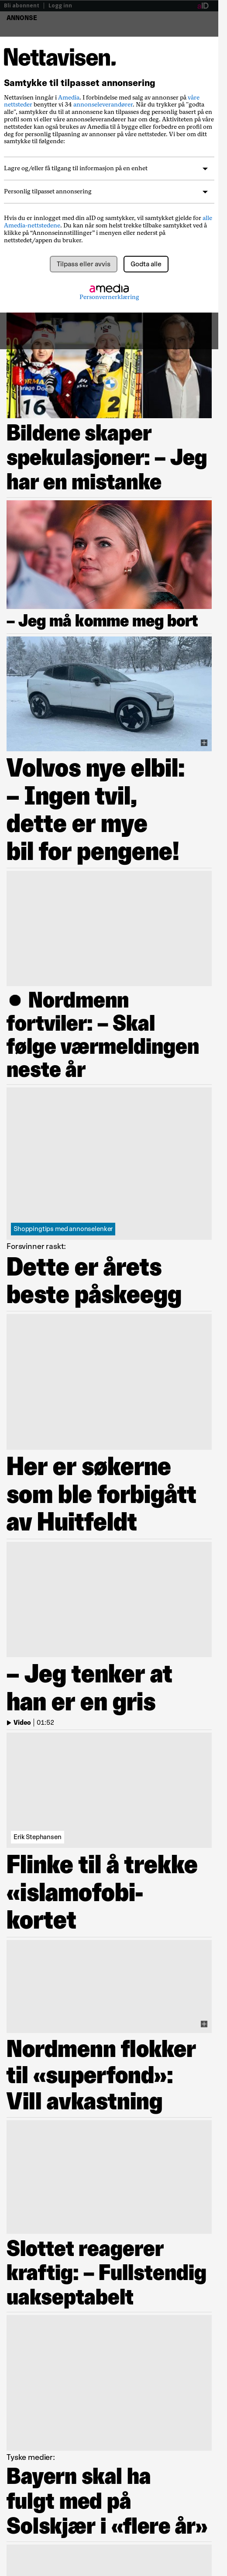 Bli abonnent | Logg inn
aID
ANNONSE
Nettavisen.
Samtykke til tilpasset annonsering
Nettavisen inngår i Amedia. I forbindelse med salg av annonser på våre
nettsteder benytter vi 34 annonseleverandører. Når du trykker på "godta
alle", samtykker du til at annonsene kan tilpasses deg personlig basert på
data Amedia eller våre annonseleverandører har om deg. Aktiviteten på våre
nettsteder kan også brukes av Amedia til å bygge eller forbedre en profil om
deg for personlig tilpasning av annonser på våre nettsteder. Vi ber om ditt
samtykke til følgende:
Lagre og/eller få tilgang til informasjon på en enhet
Personlig tilpasset annonsering
Hvis du er innlogget med din aID og samtykker, vil samtykket gjelde for alle
Amedia-nettstedene. Du kan når som helst trekke tilbake samtykket ved å
klikke på "Annonseinnstillinger" i menyen eller nederst på
nettstedet/appen du bruker.
Tilpass eller avvis
Godta alle
amedia
Personvernerklæring
16
2
Bildene skaper
spekulasjoner: – Jeg
har en mistanke
– Jeg må komme meg bort
Volvos nye elbil:
– Ingen tvil,
dette er mye
bil for pengene!
● Nordmenn
fortviler: – Skal
følge værmeldingen
neste år
Shoppingtips med annonselenker
Forsvinner raskt:
Dette er årets
beste påskeegg
Her er søkerne
som ble forbigått
av Huitfeldt
– Jeg tenker at
han er en gris
Video | 01:52
Erik Stephansen
Flinke til å trekke
«islamofobi-
kortet
Nordmenn flokker
til «superfond»:
Vill avkastning
Slottet reagerer
kraftig: – Fullstendig
uakseptabelt
Tyske medier:
Bayern skal ha
fulgt med på
Solskjær i «flere år»